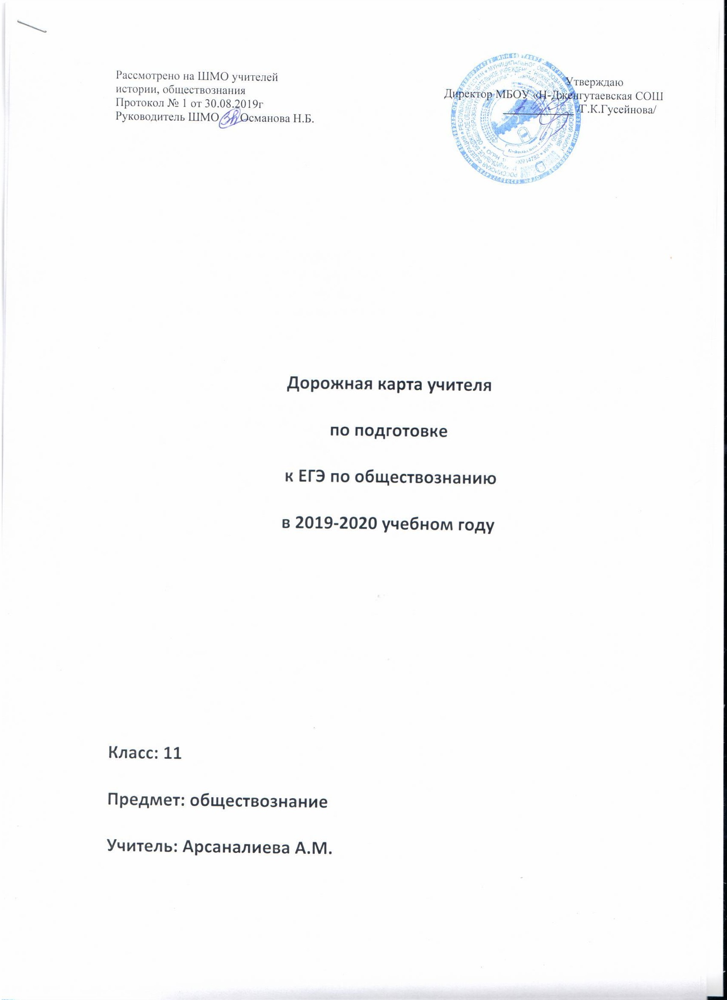 Рассмотрено на ШМО учителей
истории, обществознания
Протокол № 1 от 30.08.2019г
Руководитель ШМО Османова Н.Б.
Утверждаю
Директор МБОУ «Н-Дженгутаевская СОШ
/Г.К.Гусейнова/
Дорожная карта учителя
по подготовке
к ЕГЭ по обществознанию
в 2019-2020 учебном году
Класс: 11
Предмет: обществознание
Учитель: Арсаналиева А.М.